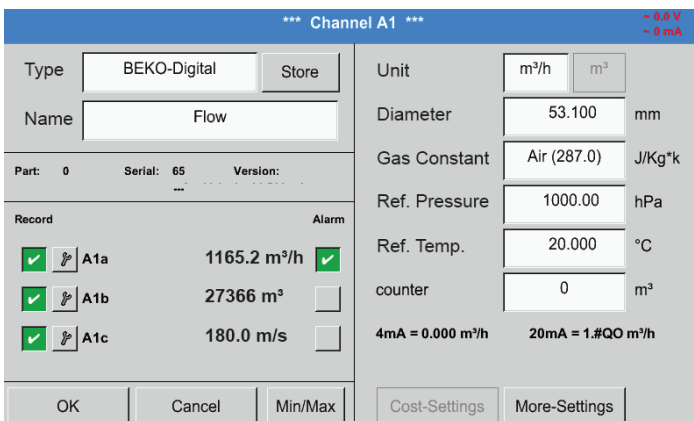 *** Channel A1 ***
~ 0.0 V
~ 0 mA
Type BEKO-Digital Store
Name Flow
Part: 0 Serial: 65 Version:
---
Record Alarm
A1a 1165.2 m³/h
A1b 27366 m³
A1c 180.0 m/s
OK Cancel Min/Max
Unit m³/h m³
Diameter 53.100 mm
Gas Constant Air (287.0) J/Kg*k
Ref. Pressure 1000.00 hPa
Ref. Temp. 20.000 °C
counter 0 m³
4mA = 0.000 m³/h 20mA = 1.#QO m³/h
Cost-Settings More-Settings